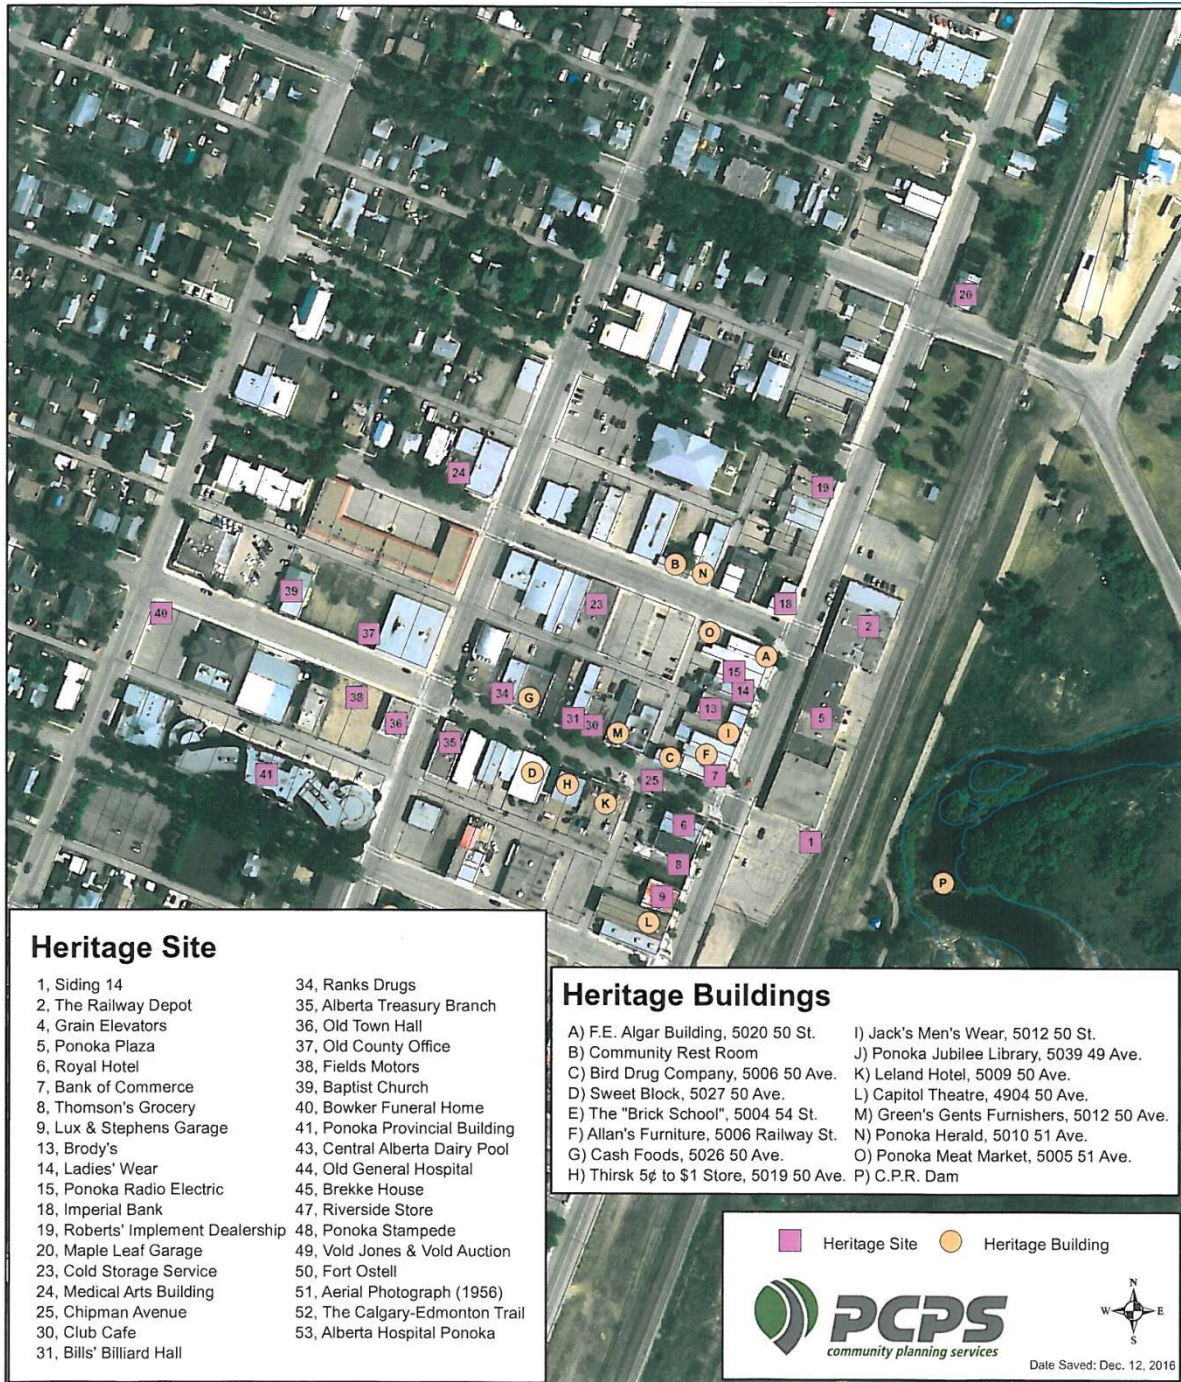 20
24
19
B
N
39
23
18
40
2
37
O
A
15
34
G
14
38
13
31
5
36
30
M
I
35
C
F
41
D
H
25
7
K
6
1
8
P
9
L
Heritage Site
1, Siding 14
2, The Railway Depot
4, Grain Elevators
5, Ponoka Plaza
6, Royal Hotel
7, Bank of Commerce
8, Thomson's Grocery
9, Lux & Stephens Garage
13, Brody's
14, Ladies' Wear
15, Ponoka Radio Electric
18, Imperial Bank
19, Roberts' Implement Dealership
20, Maple Leaf Garage
23, Cold Storage Service
24, Medical Arts Building
25, Chipman Avenue
30, Club Cafe
31, Bills' Billiard Hall
34, Ranks Drugs
35, Alberta Treasury Branch
36, Old Town Hall
37, Old County Office
38, Fields Motors
39, Baptist Church
40, Bowker Funeral Home
41, Ponoka Provincial Building
43, Central Alberta Dairy Pool
44, Old General Hospital
45, Brekke House
47, Riverside Store
48, Ponoka Stampede
49, Vold Jones & Vold Auction
50, Fort Ostell
51, Aerial Photograph (1956)
52, The Calgary-Edmonton Trail
53, Alberta Hospital Ponoka
Heritage Buildings
A) F.E. Algar Building, 5020 50 St.
B) Community Rest Room
C) Bird Drug Company, 5006 50 Ave.
D) Sweet Block, 5027 50 Ave.
E) The "Brick School", 5004 54 St.
F) Allan's Furniture, 5006 Railway St.
G) Cash Foods, 5026 50 Ave.
H) Thirsk 5¢ to $1 Store, 5019 50 Ave.
I) Jack's Men's Wear, 5012 50 St.
J) Ponoka Jubilee Library, 5039 49 Ave.
K) Leland Hotel, 5009 50 Ave.
L) Capitol Theatre, 4904 50 Ave.
M) Green's Gents Furnishers, 5012 50 Ave.
N) Ponoka Herald, 5010 51 Ave.
O) Ponoka Meat Market, 5005 51 Ave.
P) C.P.R. Dam
Heritage Site
Heritage Building
PCPS
community planning services
N
W E
S
Date Saved: Dec. 12, 2016